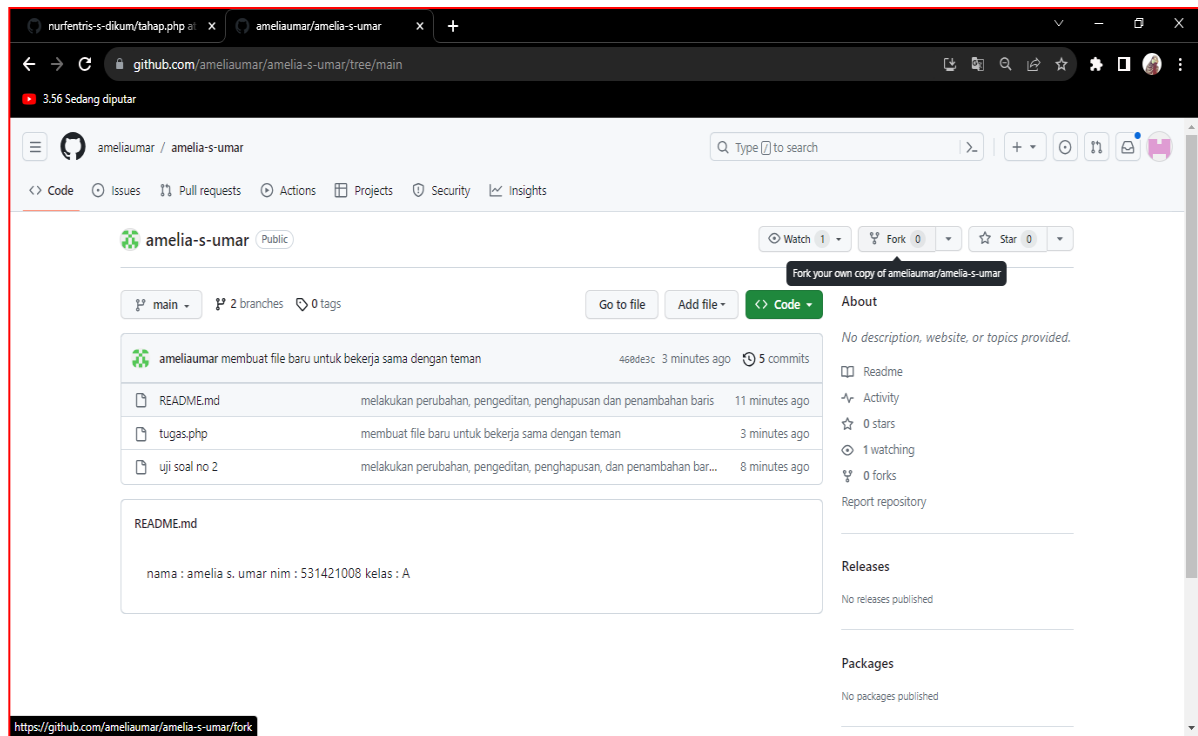 nurfentris-s-dikum/tahap.php at
ameliaumar/amelia-s-umar
github.com/ameliaumar/amelia-s-umar/tree/main
3.56 Sedang diputar
ameliaumar / amelia-s-umar
Type / to search
Code Issues Pull requests Actions Projects Security Insights
amelia-s-umar Public
Watch 1 Fork 0 Star 0
Fork your own copy of ameliaumar/amelia-s-umar
main 2 branches 0 tags Go to file Add file Code
ameliaumar membuat file baru untuk bekerja sama dengan teman 460de3c 3 minutes ago 5 commits
README.md melakukan perubahan, pengeditan, penghapusan dan penambahan baris 11 minutes ago
tugas.php membuat file baru untuk bekerja sama dengan teman 3 minutes ago
uji soal no 2 melakukan perubahan, pengeditan, penghapusan, dan penambahan bar... 8 minutes ago
README.md
nama : amelia s. umar nim : 531421008 kelas : A
About
No description, website, or topics provided.
Readme
Activity
0 stars
1 watching
0 forks
Report repository
Releases
No releases published
Packages
No packages published
https://github.com/ameliaumar/amelia-s-umar/fork